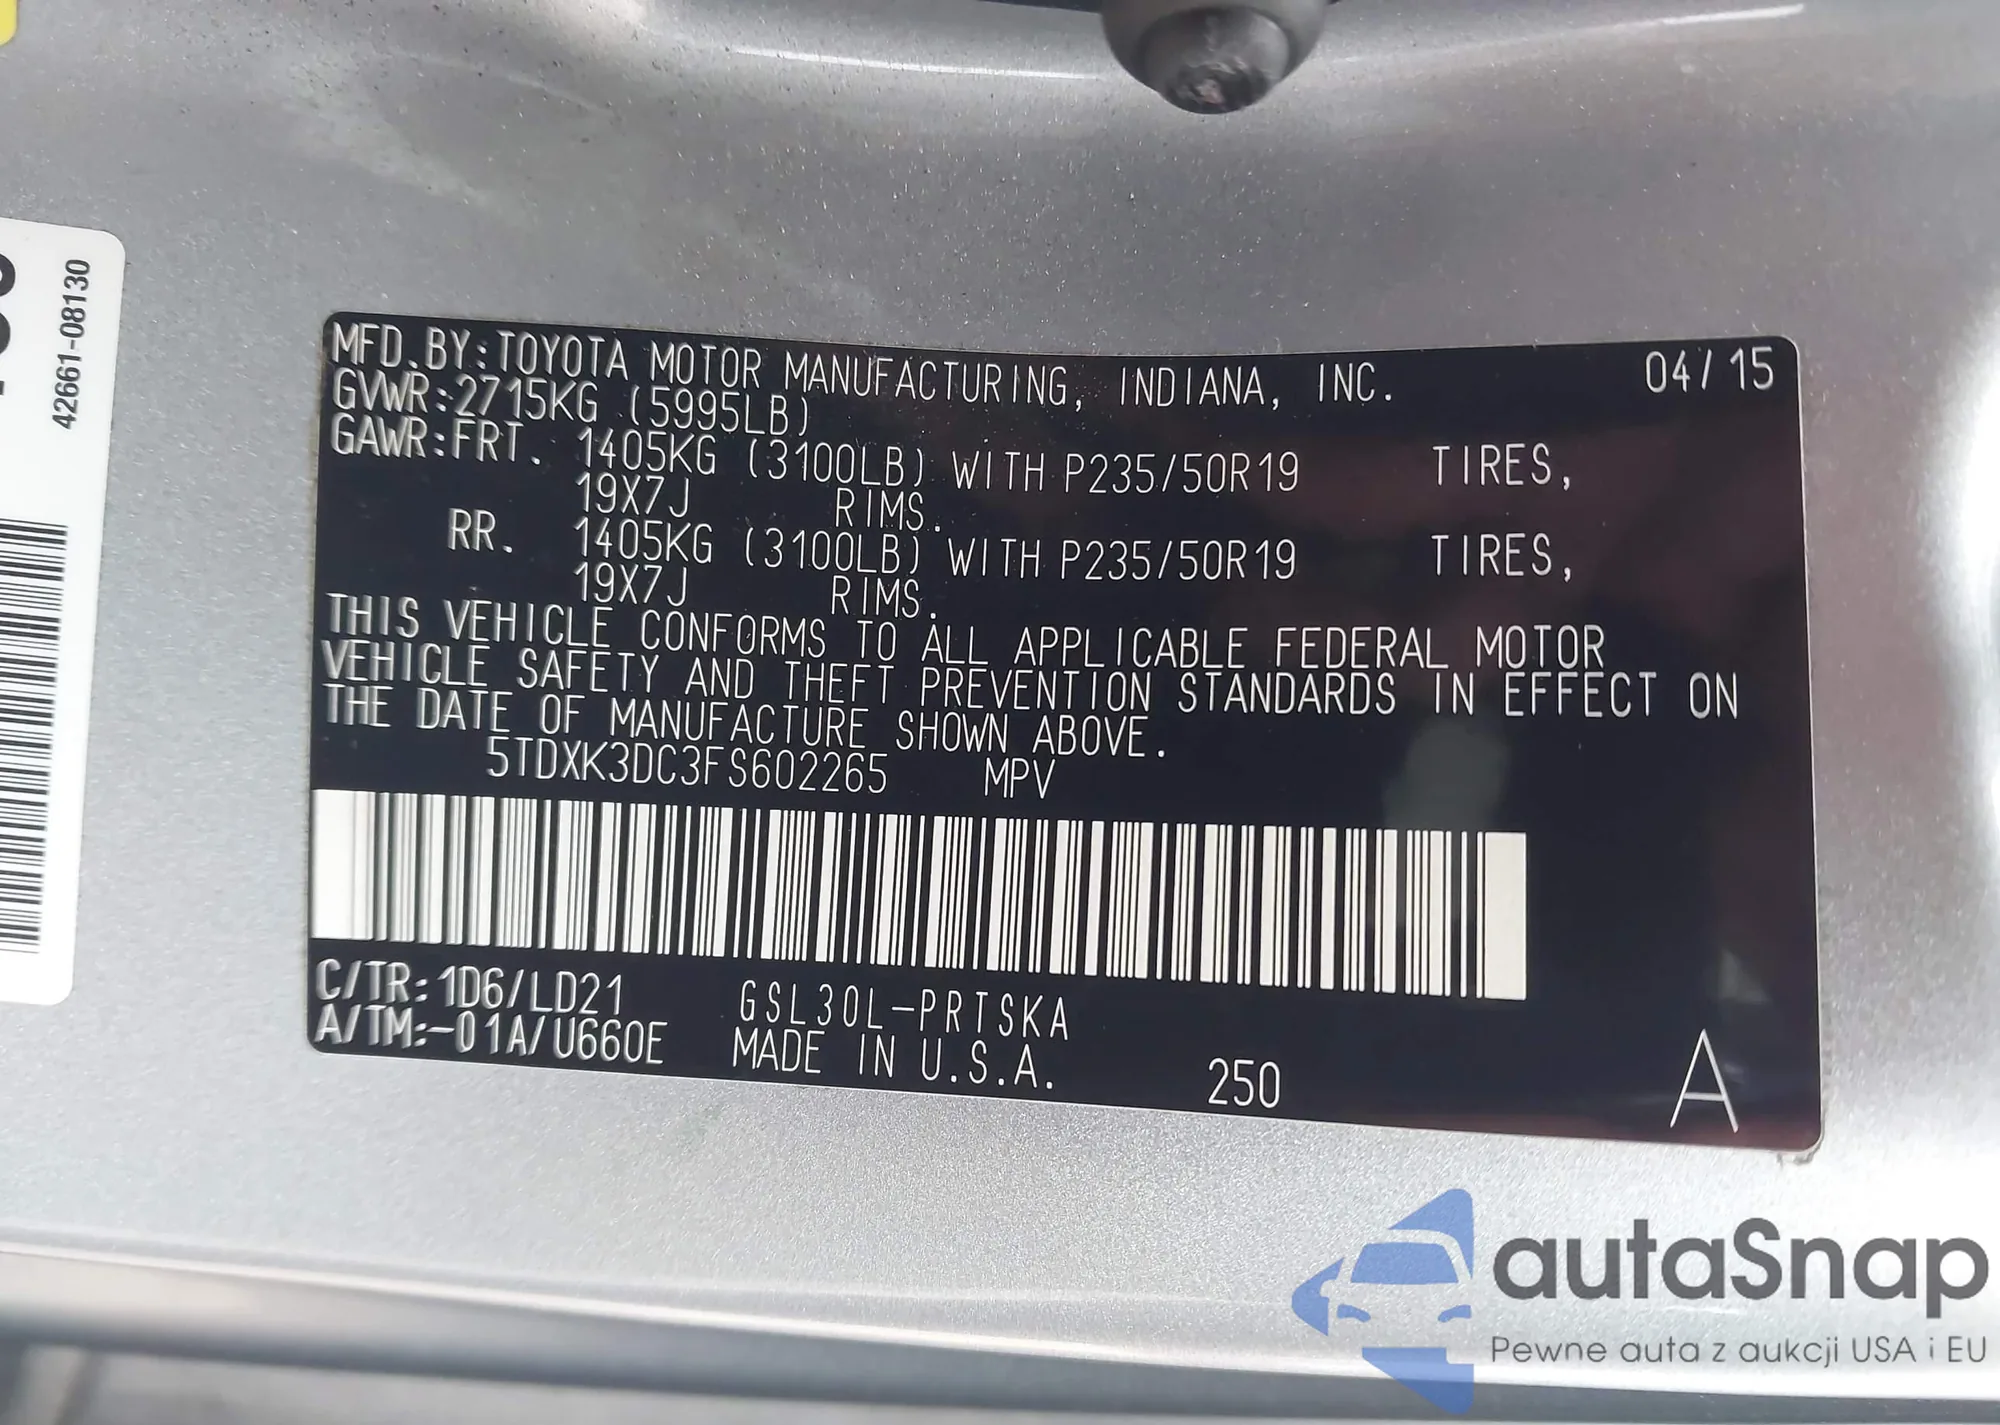 42661-08130
MFD.BY:TOYOTA MOTOR MANUFACTURING, INDIANA, INC. 04/15
GVWR:2715KG (5995LB)
GAWR:FRT. 1405KG (3100LB) WITH P235/50R19 TIRES,
19X7J RIMS.
RR. 1405KG (3100LB) WITH P235/50R19 TIRES,
19X7J RIMS.
THIS VEHICLE CONFORMS TO ALL APPLICABLE FEDERAL MOTOR
VEHICLE SAFETY AND THEFT PREVENTION STANDARDS IN EFFECT ON
THE DATE OF MANUFACTURE SHOWN ABOVE.
5TDXK3DC3FS602265 MPV
C/TR:1D6/LD21 GSL30L-PRTSKA
A/TM:-01A/U660E MADE IN U.S.A. 250 A
autaSnap
Pewne auta z aukcji USA i EU